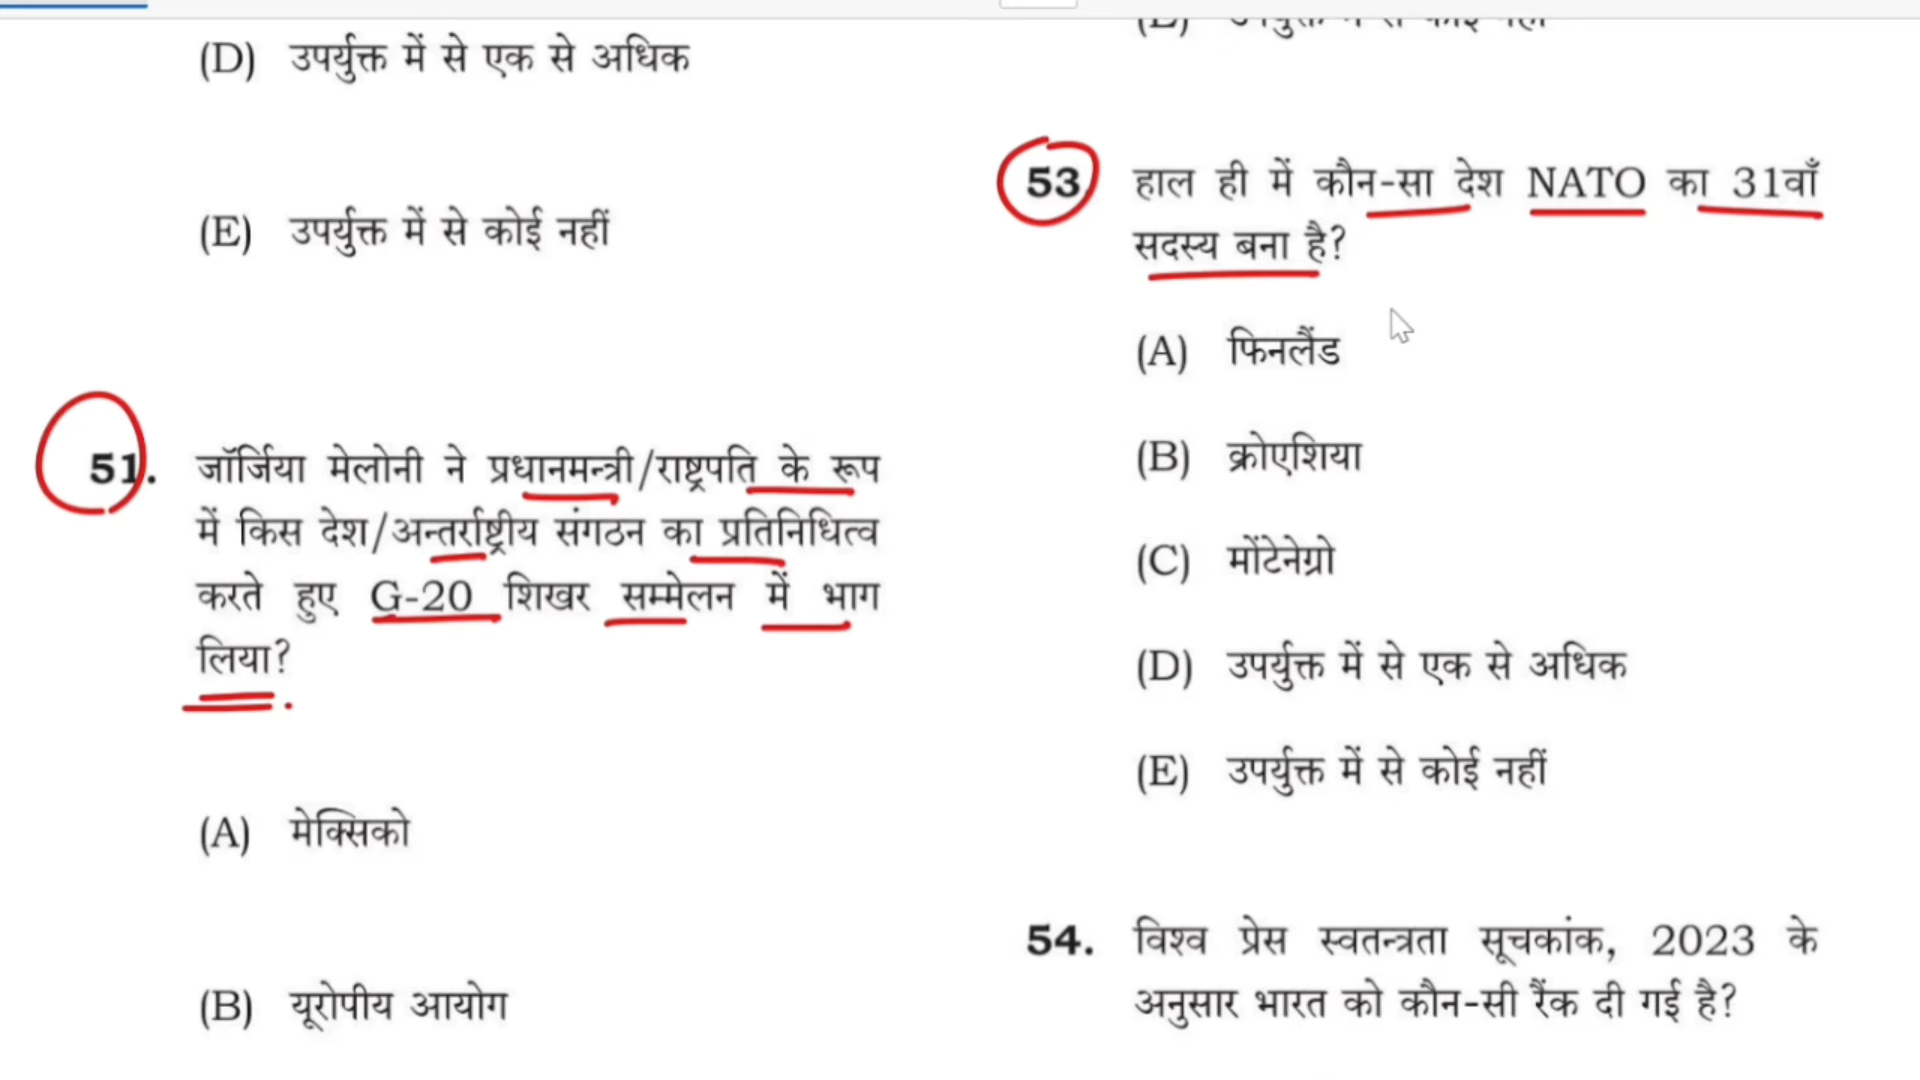 (D) उपर्युक्त में से एक से अधिक
(E) उपर्युक्त में से कोई नहीं
51. जॉर्जिया मेलोनी ने प्रधानमन्त्री/राष्ट्रपति के रूप
में किस देश/अन्तर्राष्ट्रीय संगठन का प्रतिनिधित्व
करते हुए G-20 शिखर सम्मेलन में भाग
लिया?
(A) मेक्सिको
(B) यूरोपीय आयोग
53 हाल ही में कौन-सा देश NATO का 31वाँ
सदस्य बना है?
(A) फिनलैंड
(B) क्रोएशिया
(C) मोंटेनेग्रो
(D) उपर्युक्त में से एक से अधिक
(E) उपर्युक्त में से कोई नहीं
54. विश्व प्रेस स्वतन्त्रता सूचकांक, 2023 के
अनुसार भारत को कौन-सी रैंक दी गई है?